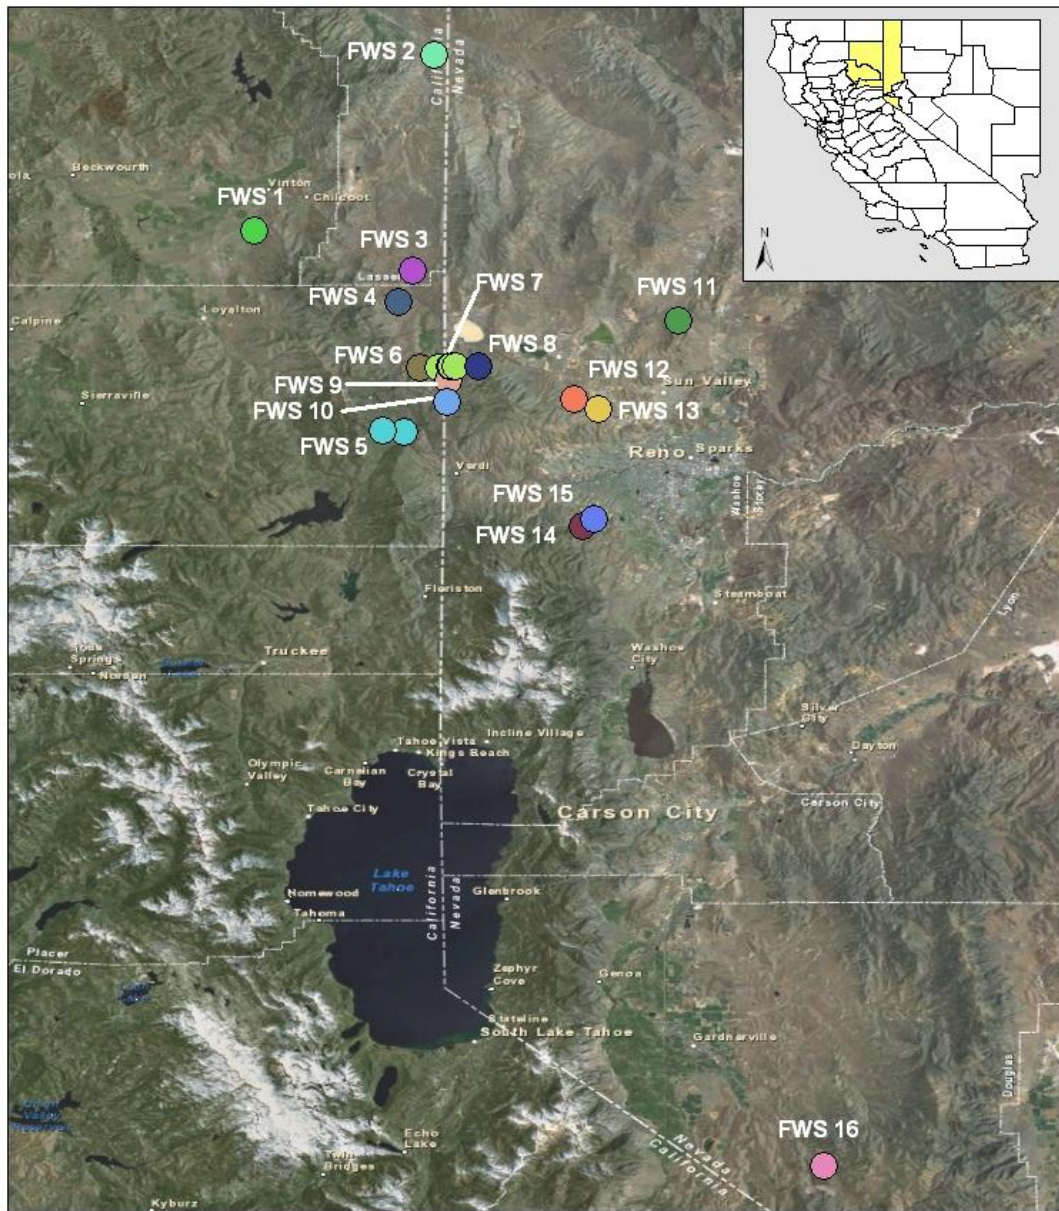 FWS 2
California
Nevada
N
Beckwourth
Vinton
Chilcoot
FWS 1
FWS 3
FWS 7
FWS 4
FWS 11
Loyalton
Calpine
FWS 6
FWS 8
FWS 9
FWS 12
Sun Valley
Sierraville
FWS 10
FWS 13
FWS 5
Reno
Sparks
Verdi
Washoe
Storey
FWS 15
FWS 14
Floriston
Steamboat
Lyon
Truckee
Springs
Norden
Washoe
City
Silver
City
Dayton
Incline Village
Tahoe Vista
Kings Beach
Olympic
Valley
Carnelian
Bay
Crystal
Bay
Tahoe City
Carson City
Carson City
Lake
Tahoe
California
Nevada
Homewood
Tahoma
Glenbrook
Placer
El Dorado
Zephyr
Cove
Genoa
Stateline
South Lake Tahoe
Gardnerville
Douglas
Echo
Lake
Twin
Bridges
Nevada
California
FWS 16
Kyburz